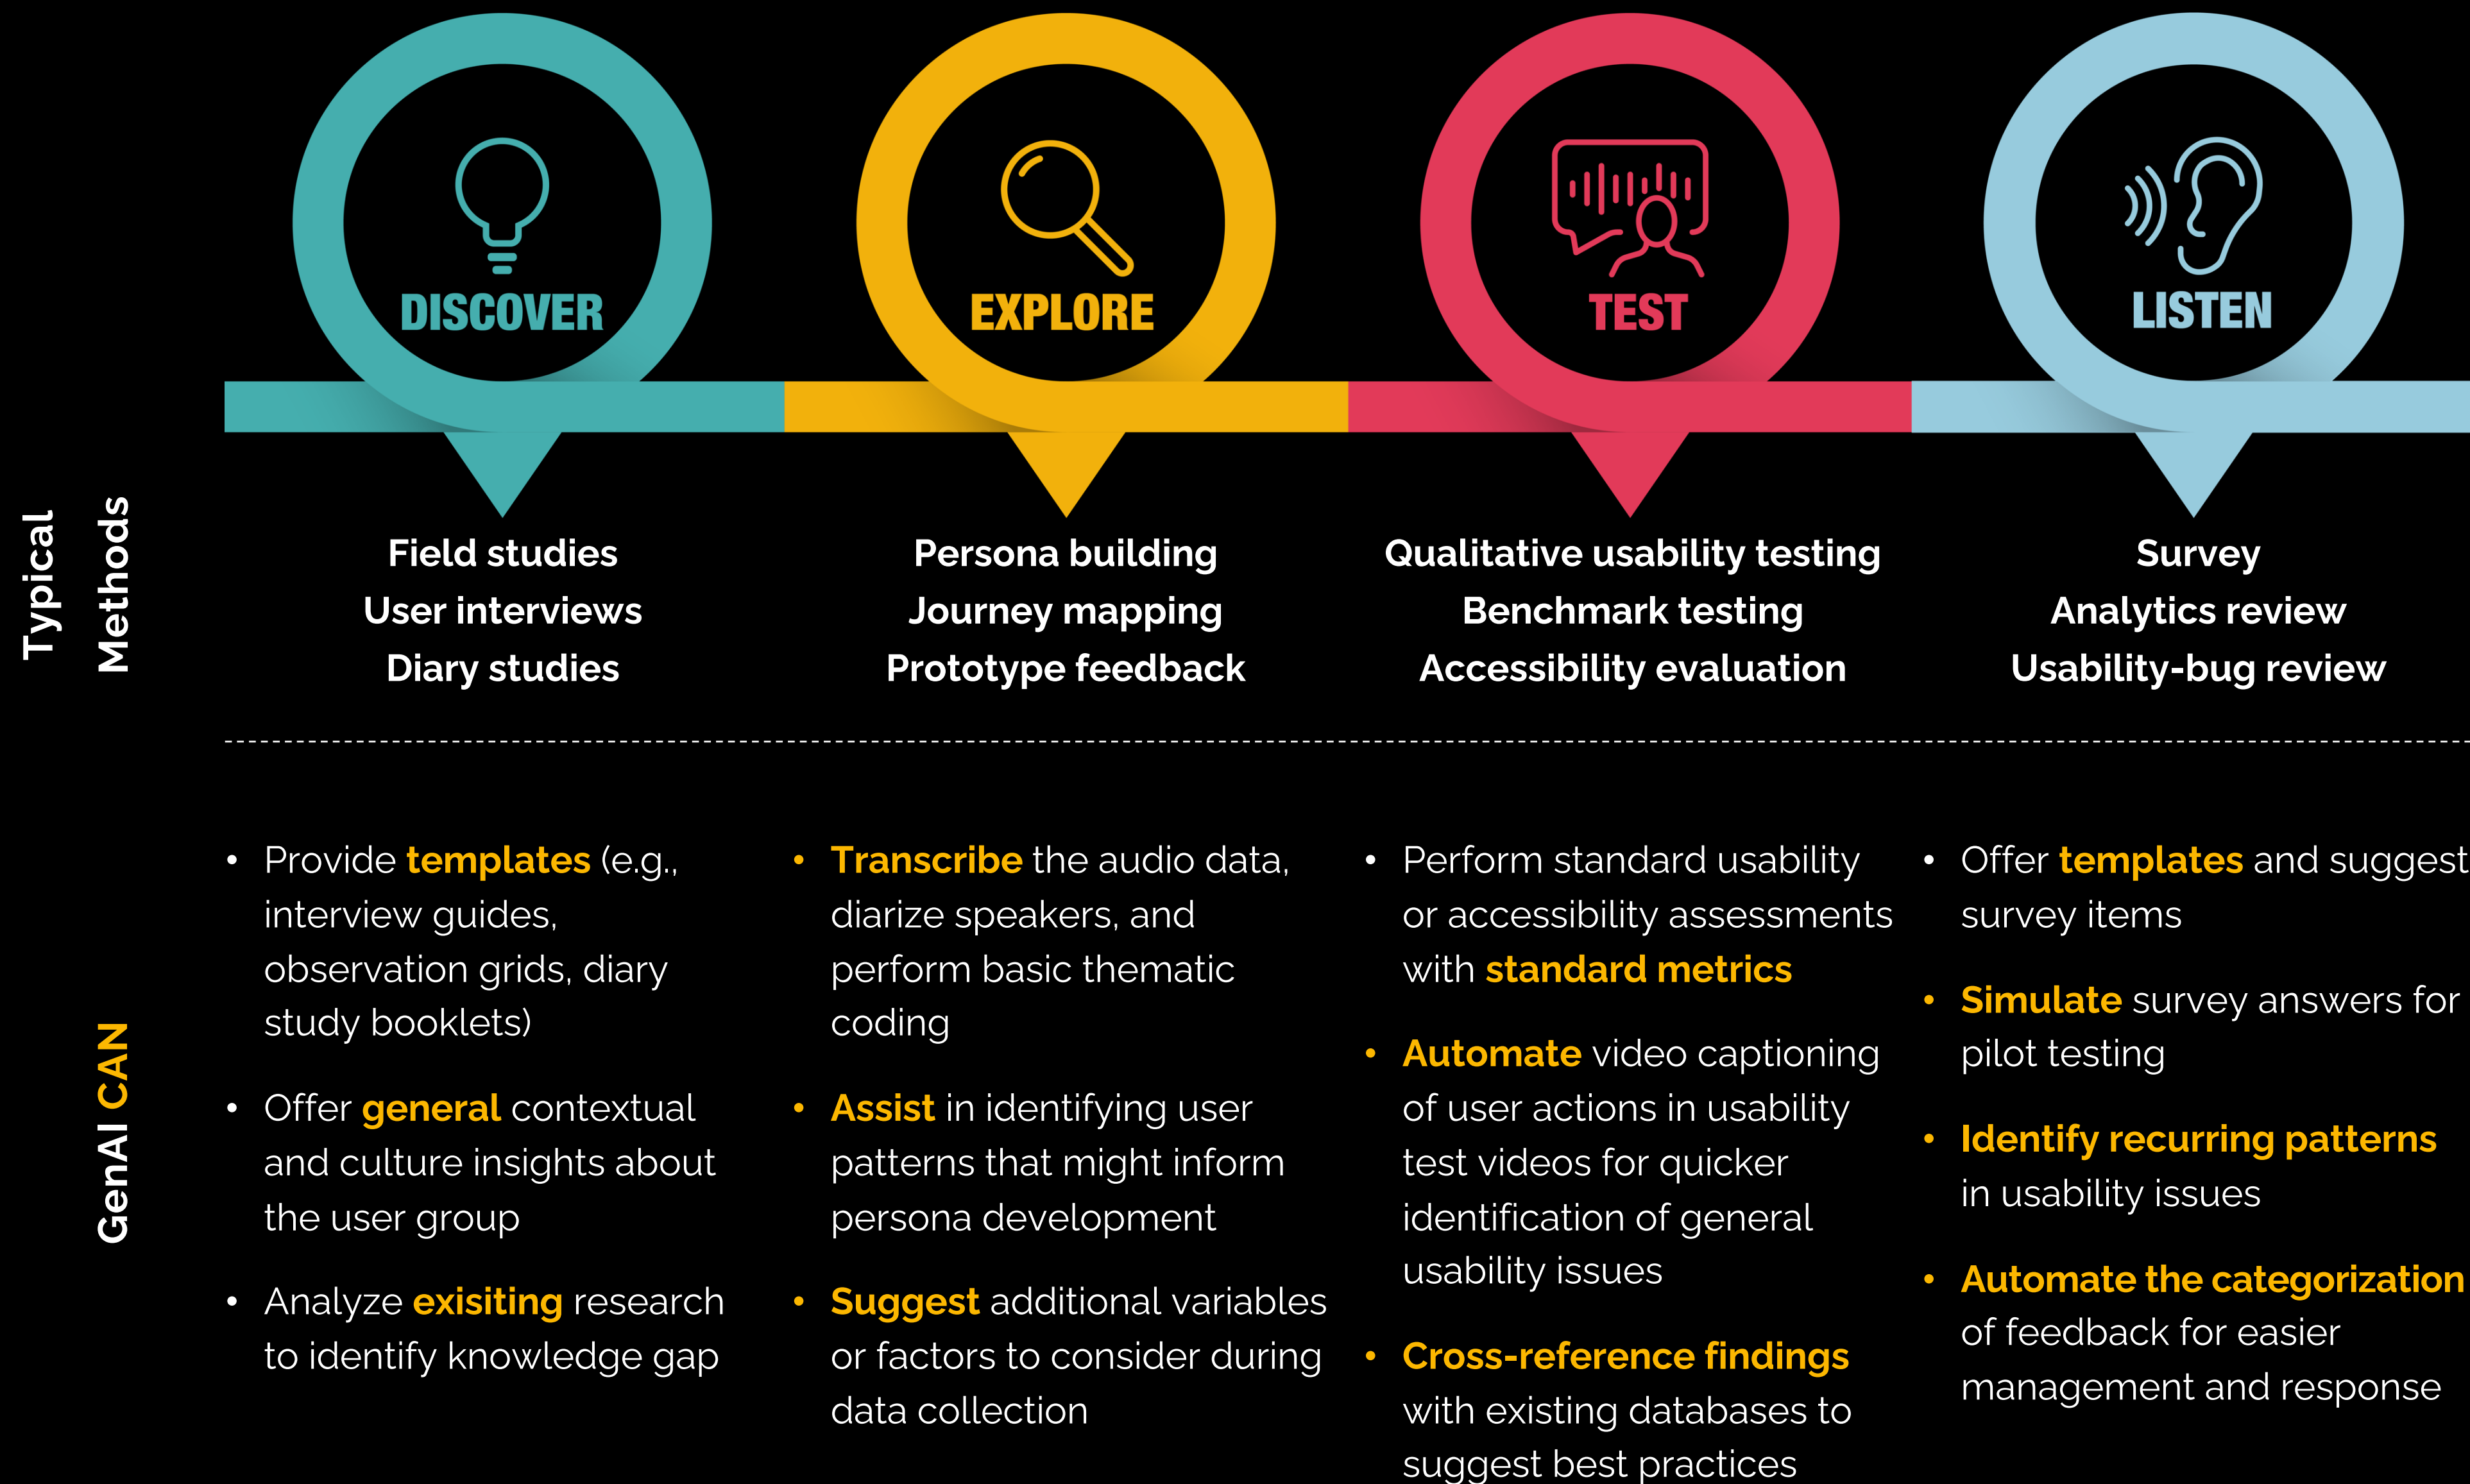 DISCOVER
EXPLORE
TEST
LISTEN
Typical
Methods
Field studies
User interviews
Diary studies
Persona building
Journey mapping
Prototype feedback
Qualitative usability testing
Benchmark testing
Accessibility evaluation
Survey
Analytics review
Usability-bug review
GenAI CAN
• Provide templates (e.g.,
interview guides,
observation grids, diary
study booklets)
• Offer general contextual
and culture insights about
the user group
• Analyze exisiting research
to identify knowledge gap
• Transcribe the audio data,
diarize speakers, and
perform basic thematic
coding
• Assist in identifying user
patterns that might inform
persona development
• Suggest additional variables
or factors to consider during
data collection
• Perform standard usability
or accessibility assessments
with standard metrics
• Automate video captioning
of user actions in usability
test videos for quicker
identification of general
usability issues
• Cross-reference findings
with existing databases to
suggest best practices
• Offer templates and suggest
survey items
• Simulate survey answers for
pilot testing
• Identify recurring patterns
in usability issues
• Automate the categorization
of feedback for easier
management and response